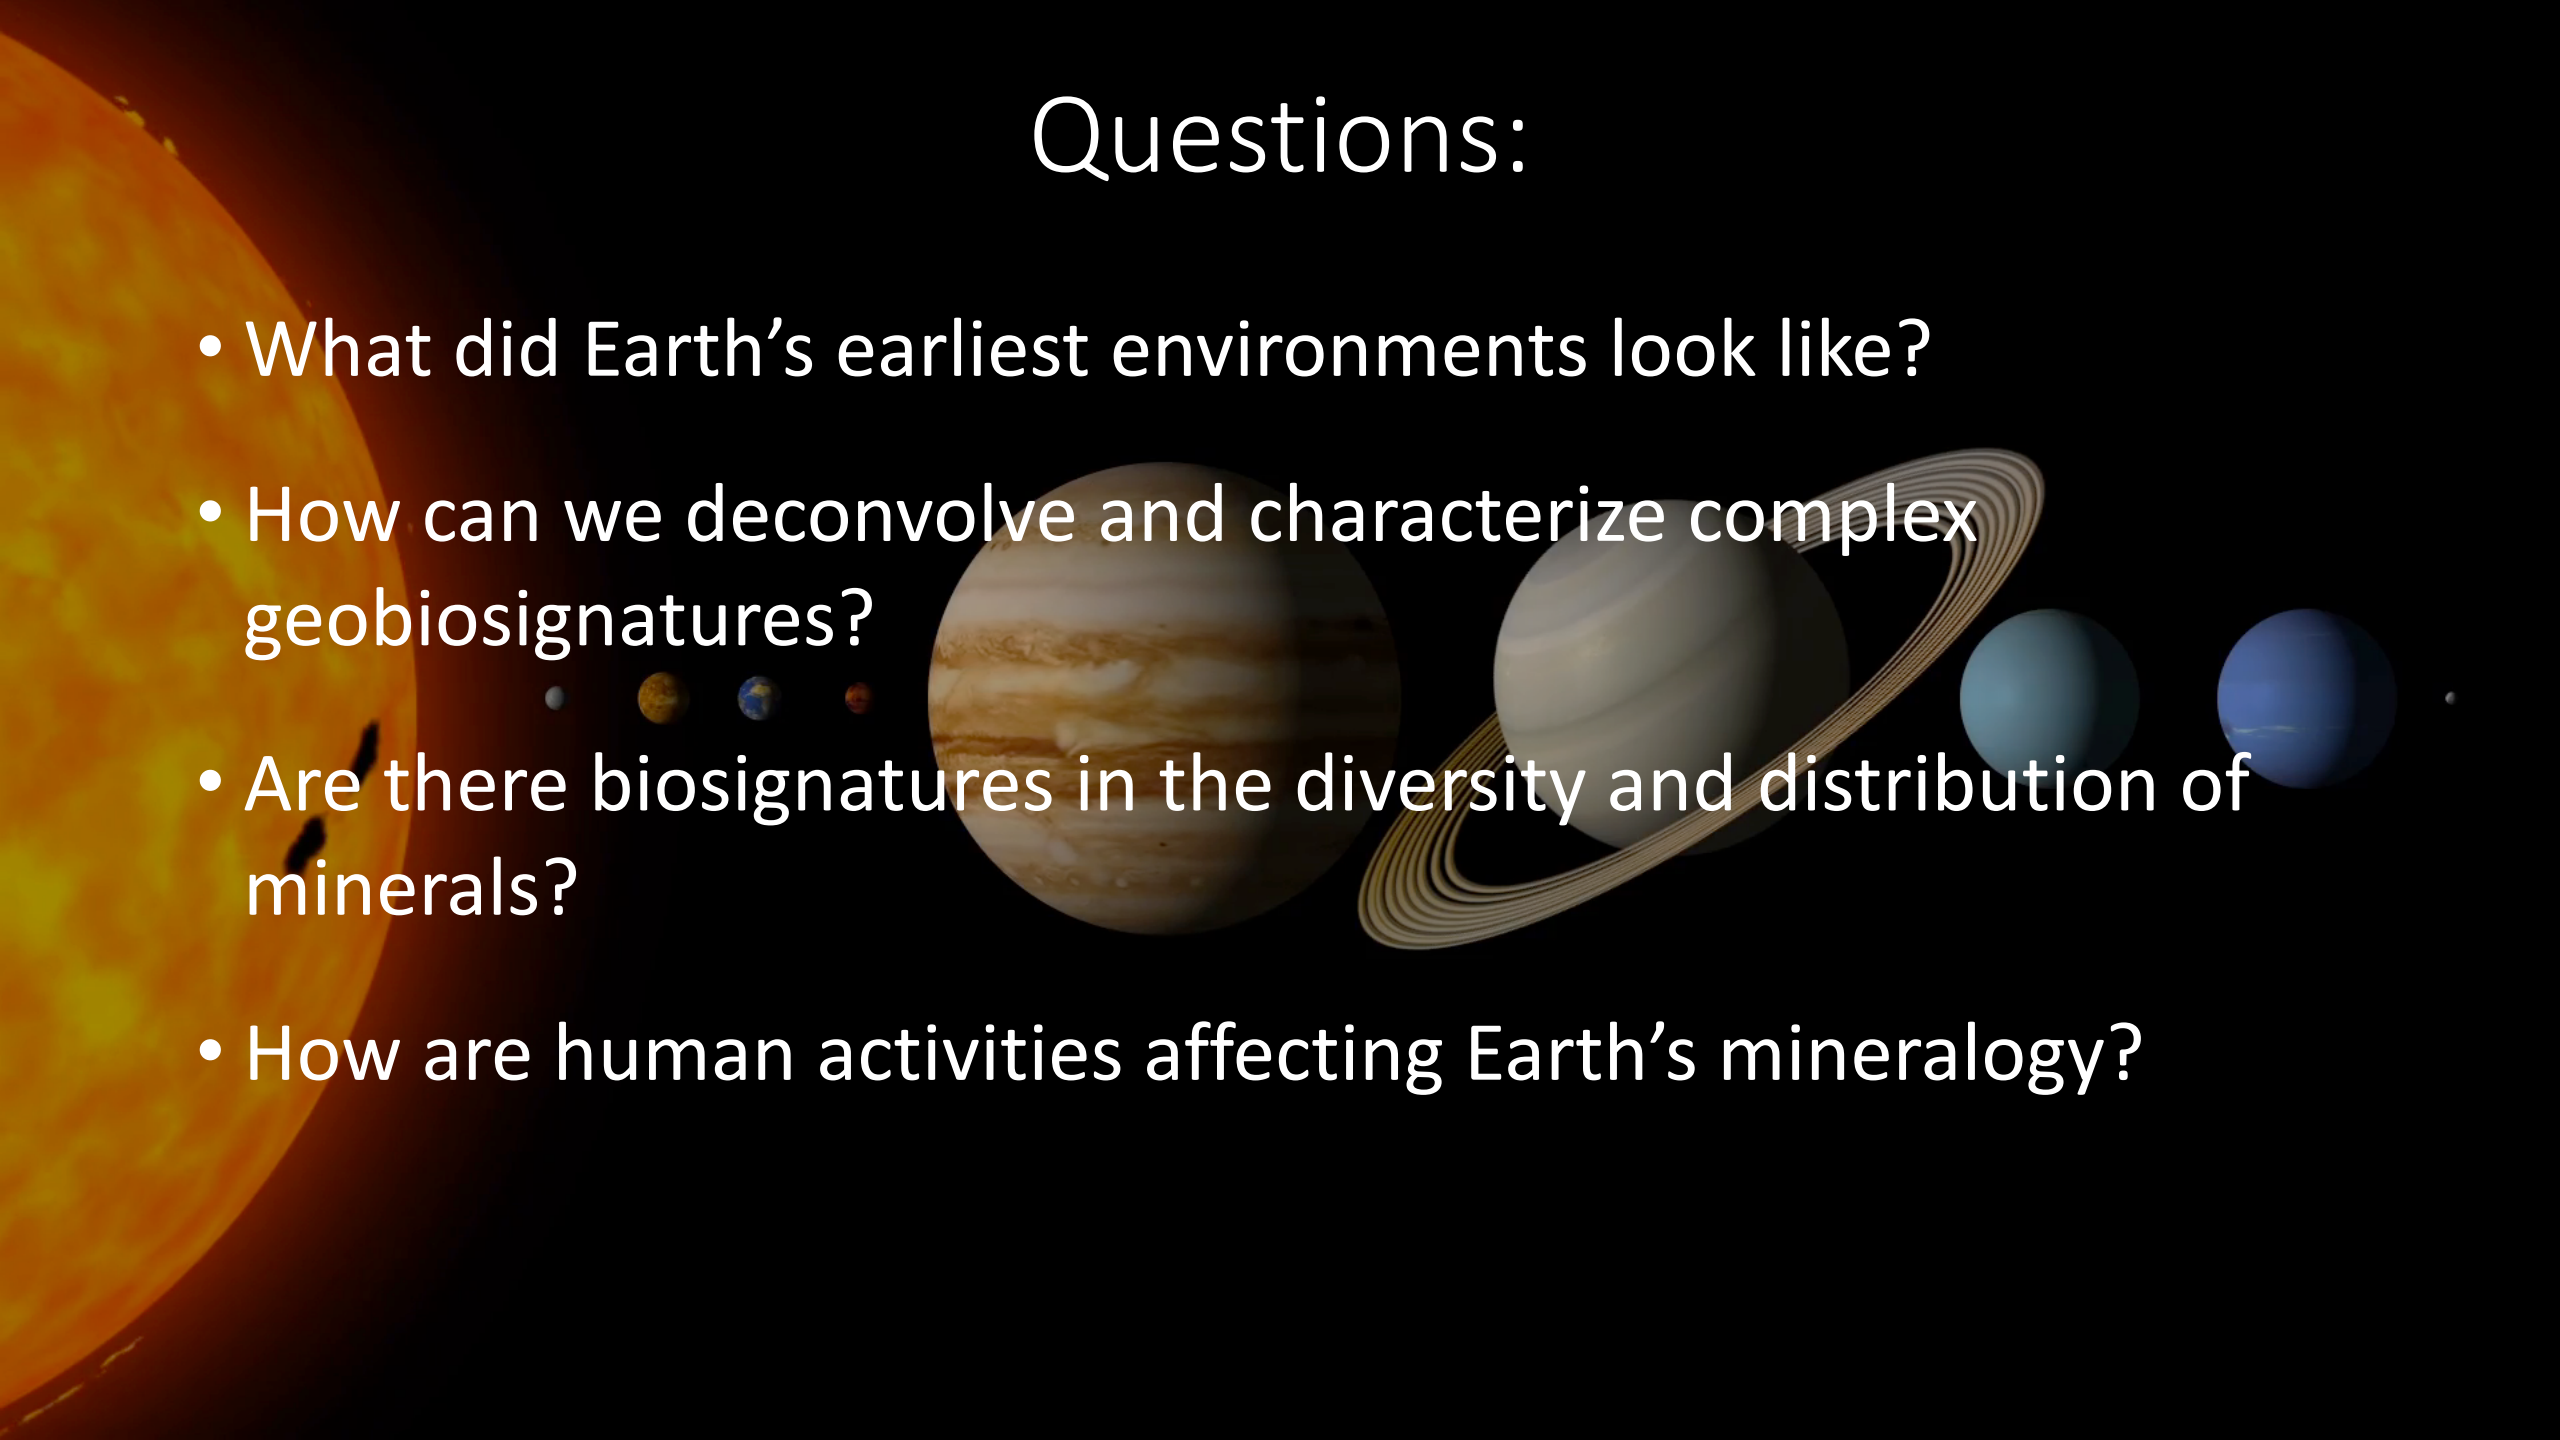 Questions:
• What did Earth’s earliest environments look like?
• How can we deconvolve and characterize complex
geobiosignatures?
• Are there biosignatures in the diversity and distribution of
minerals?
• How are human activities affecting Earth’s mineralogy?